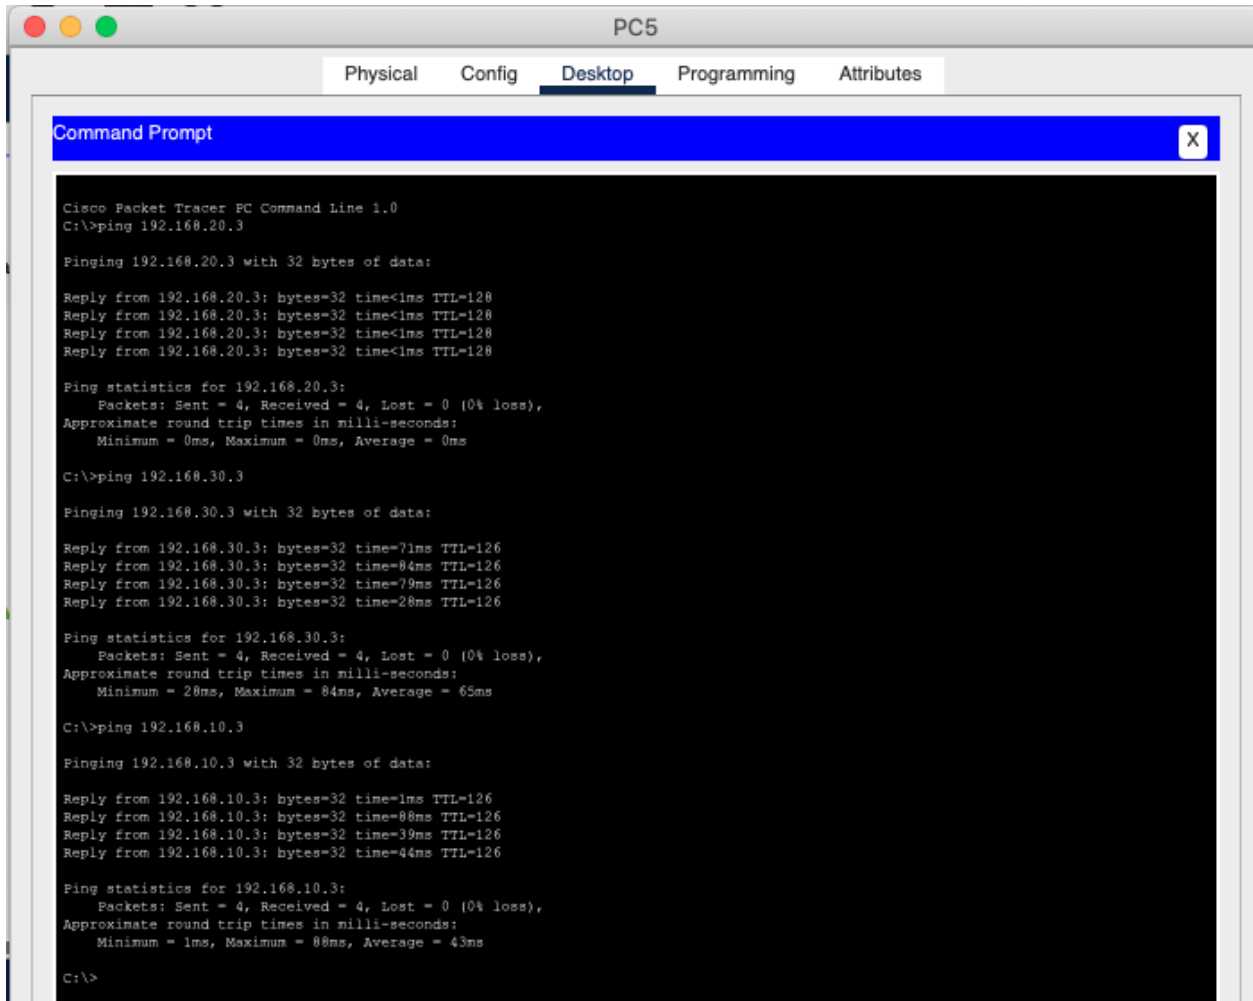 PC5
Physical Config Desktop Programming Attributes
Command Prompt
X
Cisco Packet Tracer PC Command Line 1.0
C:\>ping 192.168.20.3
Pinging 192.168.20.3 with 32 bytes of data:
Reply from 192.168.20.3: bytes=32 time<1ms TTL=128
Reply from 192.168.20.3: bytes=32 time<1ms TTL=128
Reply from 192.168.20.3: bytes=32 time<1ms TTL=128
Reply from 192.168.20.3: bytes=32 time<1ms TTL=128
Ping statistics for 192.168.20.3:
Packets: Sent = 4, Received = 4, Lost = 0 (0% loss),
Approximate round trip times in milli-seconds:
Minimum = 0ms, Maximum = 0ms, Average = 0ms
C:\>ping 192.168.30.3
Pinging 192.168.30.3 with 32 bytes of data:
Reply from 192.168.30.3: bytes=32 time=71ms TTL=126
Reply from 192.168.30.3: bytes=32 time=84ms TTL=126
Reply from 192.168.30.3: bytes=32 time=79ms TTL=126
Reply from 192.168.30.3: bytes=32 time=28ms TTL=126
Ping statistics for 192.168.30.3:
Packets: Sent = 4, Received = 4, Lost = 0 (0% loss),
Approximate round trip times in milli-seconds:
Minimum = 28ms, Maximum = 84ms, Average = 65ms
C:\>ping 192.168.10.3
Pinging 192.168.10.3 with 32 bytes of data:
Reply from 192.168.10.3: bytes=32 time=1ms TTL=126
Reply from 192.168.10.3: bytes=32 time=88ms TTL=126
Reply from 192.168.10.3: bytes=32 time=39ms TTL=126
Reply from 192.168.10.3: bytes=32 time=44ms TTL=126
Ping statistics for 192.168.10.3:
Packets: Sent = 4, Received = 4, Lost = 0 (0% loss),
Approximate round trip times in milli-seconds:
Minimum = 1ms, Maximum = 88ms, Average = 43ms
C:\>